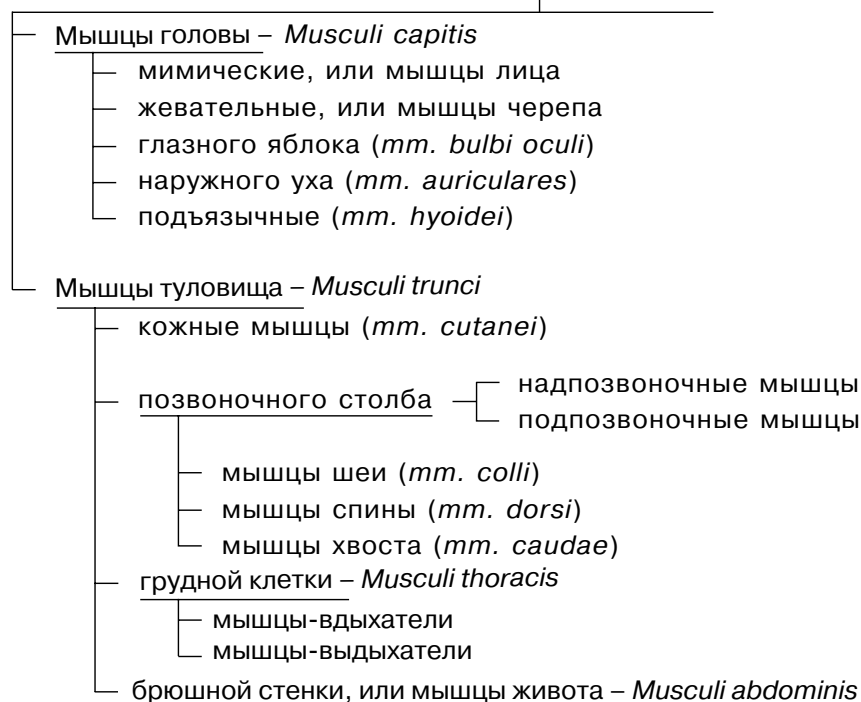 Мышцы головы – Musculi capitis
мимические, или мышцы лица
жевательные, или мышцы черепа
глазного яблока (mm. bulbi oculi)
наружного уха (mm. auriculares)
подъязычные (mm. hyoidei)
Мышцы туловища – Musculi trunci
кожные мышцы (mm. cutanei)
позвоночного столба
надпозвоночные мышцы
подпозвоночные мышцы
мышцы шеи (mm. colli)
мышцы спины (mm. dorsi)
мышцы хвоста (mm. caudae)
грудной клетки – Musculi thoracis
мышцы-вдыхатели
мышцы-выдыхатели
брюшной стенки, или мышцы живота – Musculi abdominis